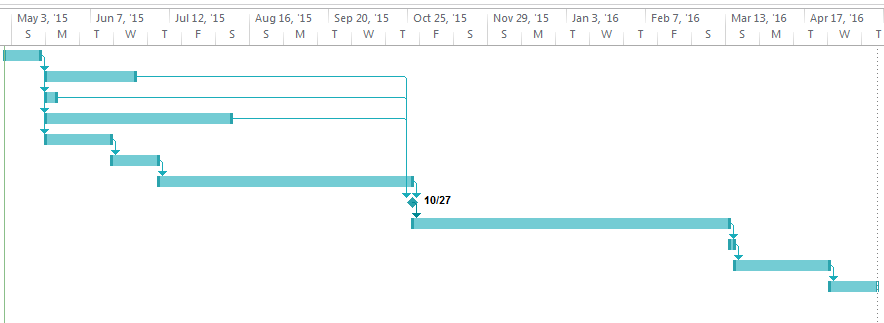 May 3, '15 Jun 7, '15 Jul 12, '15 Aug 16, '15 Sep 20, '15 Oct 25, '15 Nov 29, '15 Jan 3, '16 Feb 7, '16 Mar 13, '16 Apr 17, '16
S M T W T F S S M T W T F S S M T W T F S S M T W T
10/27